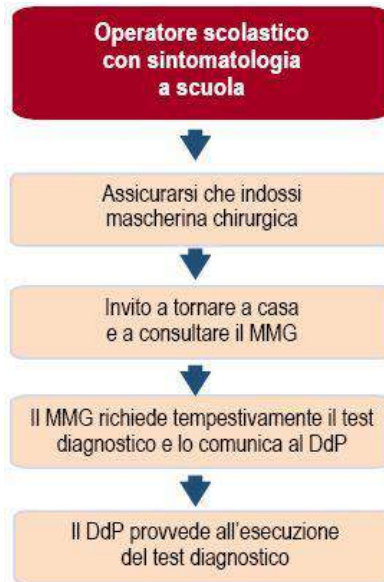 Operatore scolastico
con sintomatologia
a scuola
Assicurarsi che indossi
mascherina chirurgica
Invito a tornare a casa
e a consultare il MMG
Il MMG richiede tempestivamente il test
diagnostico e lo comunica al DdP
Il DdP provvede all'esecuzione
del test diagnostico